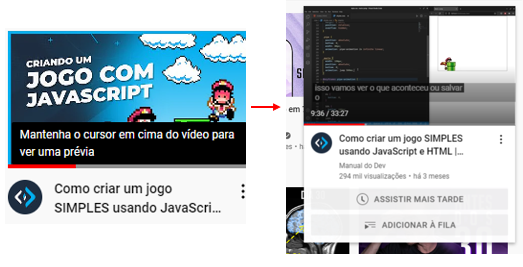 CRIANDO UM
JOGO COM
JAVASCRIPT
Mantenha o cursor em cima do vídeo para
ver uma prévia
Como criar um jogo
SIMPLES usando JavaScri...
isso vamos ver o que aconteceu ou salvar
o
9:36 / 33:27
Como criar um jogo SIMPLES
usando JavaScript e HTML |...
Manual do Dev
294 mil visualizações • há 3 meses
ASSISTIR MAIS TARDE
ADICIONAR À FILA